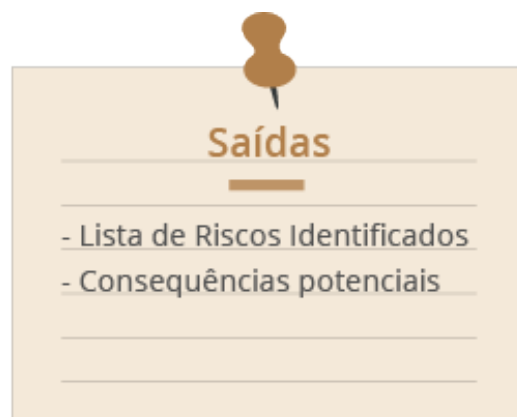 Saídas
- Lista de Riscos Identificados
- Consequências potenciais